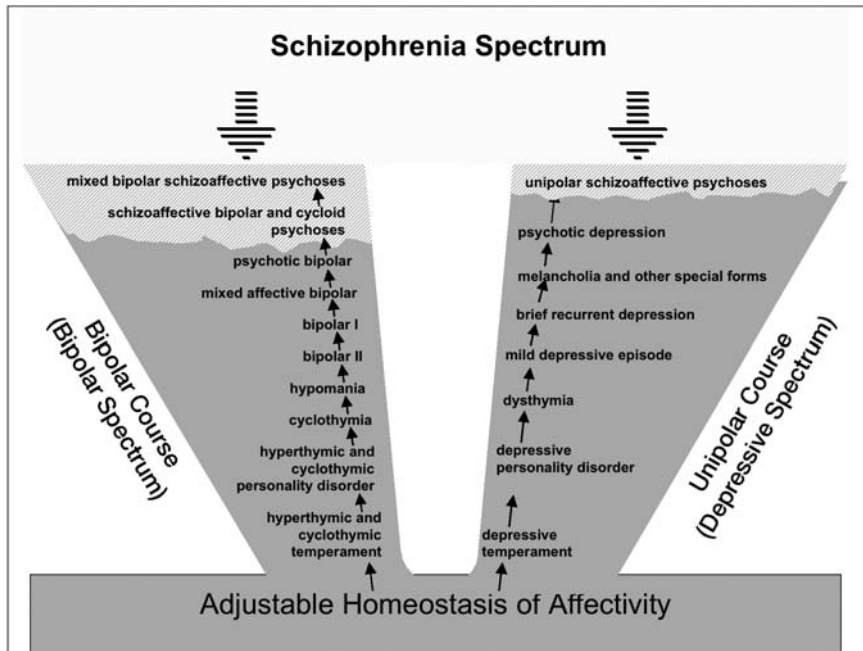 Schizophrenia Spectrum
mixed bipolar schizoaffective psychoses
schizoaffective bipolar and cycloid
psychoses
psychotic bipolar
mixed affective bipolar
bipolar I
bipolar II
hypomania
cyclothymia
hyperthymic and
cyclothymic
personality disorder
hyperthymic and
cyclothymic
temperament
Bipolar Course
(Bipolar Spectrum)
unipolar schizoaffective psychoses
psychotic depression
melancholia and other special forms
brief recurrent depression
mild depressive episode
dysthymia
depressive
personality disorder
depressive
temperament
Unipolar Course
(Depressive Spectrum)
Adjustable Homeostasis of Affectivity